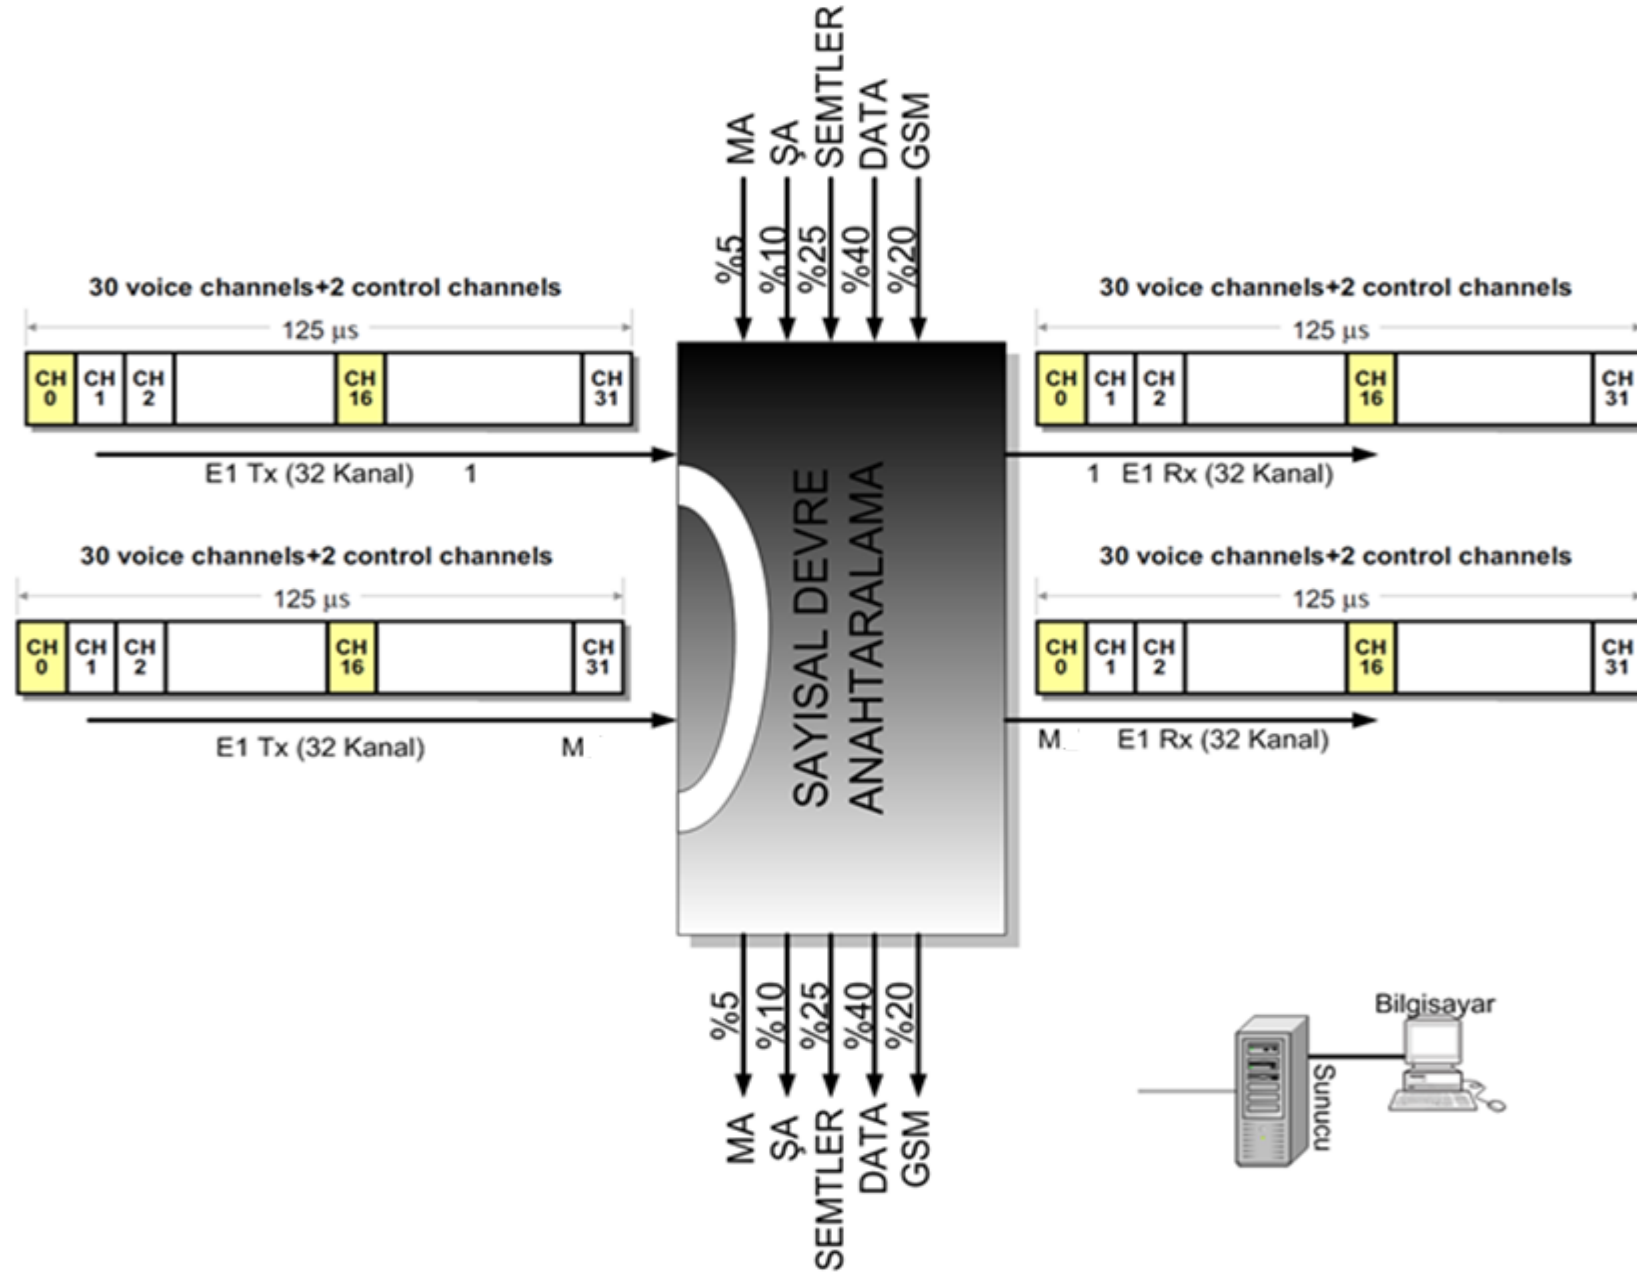 MA
ŞA
SEMTLER
DATA
GSM
%5
%10
%25
%40
%20
30 voice channels+2 control channels
125 µs
CH 0
CH 1
CH 2
CH 16
CH 31
E1 Tx (32 Kanal) 1
30 voice channels+2 control channels
125 µs
CH 0
CH 1
CH 2
CH 16
CH 31
E1 Tx (32 Kanal) M
SAYISAL DEVRE
ANAHTARALAMA
30 voice channels+2 control channels
125 µs
CH 0
CH 1
CH 2
CH 16
CH 31
1 E1 Rx (32 Kanal)
30 voice channels+2 control channels
125 µs
CH 0
CH 1
CH 2
CH 16
CH 31
M E1 Rx (32 Kanal)
%5
%10
%25
%40
%20
MA
ŞA
SEMTLER
DATA
GSM
Bilgisayar
Sunucu